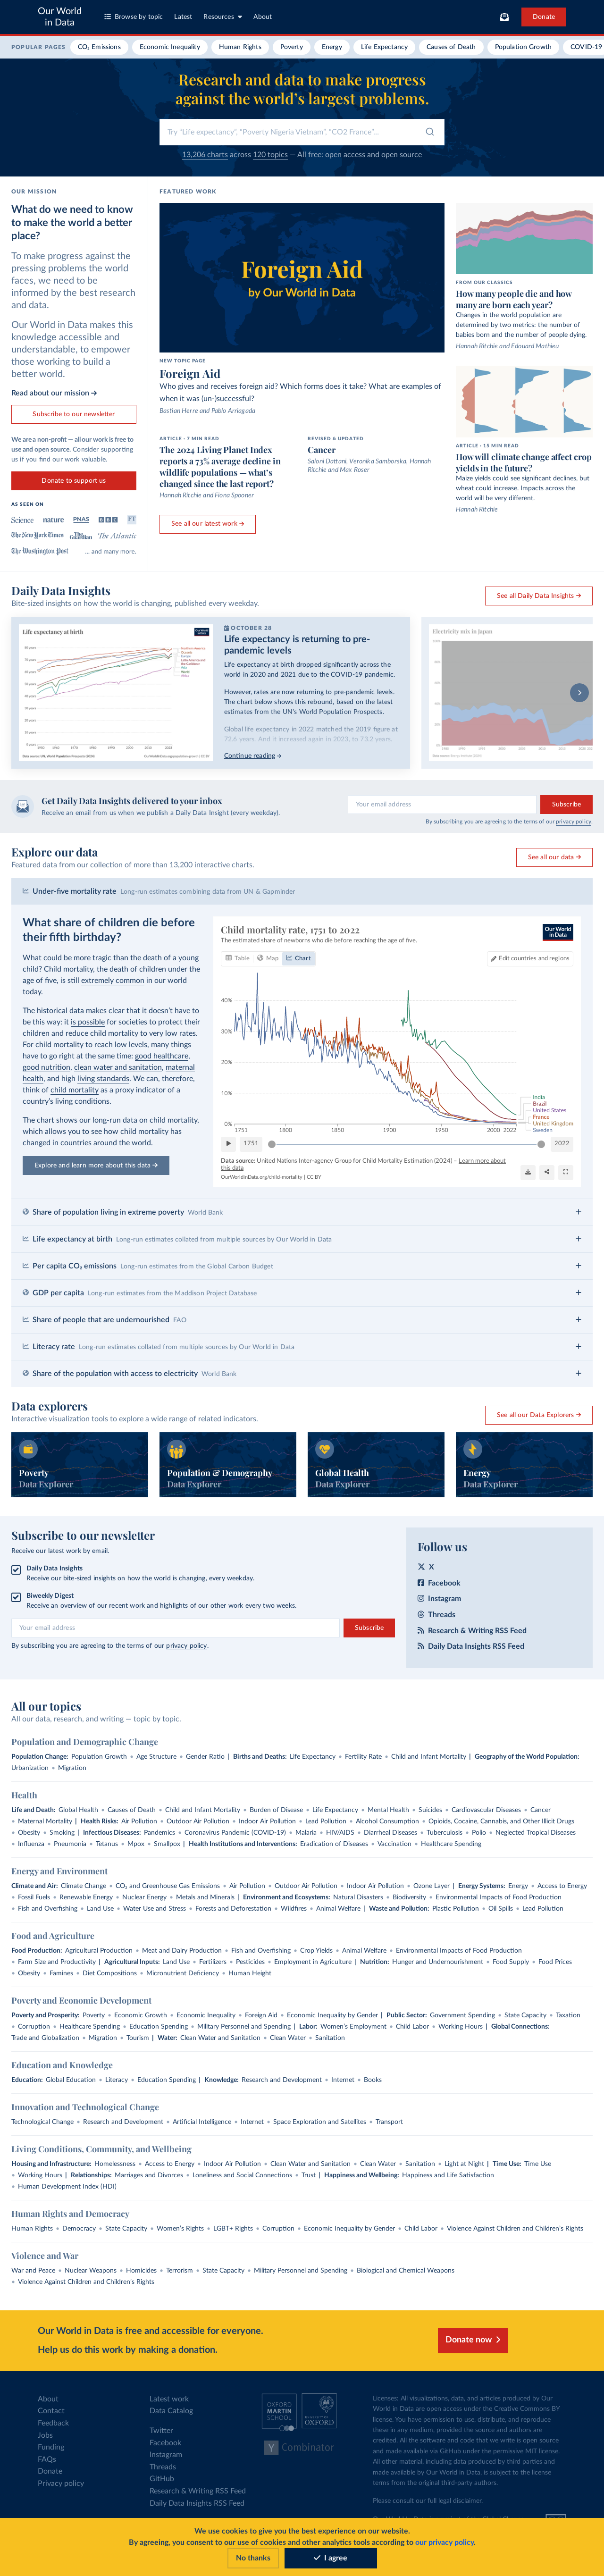 Our World
in Data
Browse by topic
Latest
Resources
About
Donate
POPULAR PAGES
CO₂ Emissions
Economic Inequality
Human Rights
Poverty
Energy
Life Expectancy
Causes of Death
Population Growth
COVID-19
Research and data to make progress
against the world's largest problems.
Try "Life expectancy", "Poverty Nigeria Vietnam", "CO2 France"...
13,206 charts across 120 topics — All free: open access and open source
OUR MISSION
What do we need to know
to make the world a better
place?
To make progress against the
pressing problems the world
faces, we need to be
informed by the best research
and data.
Our World in Data makes this
knowledge accessible and
understandable, to empower
those working to build a
better world.
Read about our mission →
Subscribe to our newsletter
We are a non-profit — all our work is free to
use and open source. Consider supporting
us if you find our work valuable.
Donate to support us
AS SEEN ON
Science nature PNAS BBC FT
The New York Times The Guardian The Atlantic
The Washington Post ... and many more.
FEATURED WORK
Foreign Aid
by Our World in Data
NEW TOPIC PAGE
Foreign Aid
Who gives and receives foreign aid? Which forms does it take? What are examples of
when it was (un-)successful?
Bastian Herre and Pablo Arriagada
ARTICLE · 7 MIN READ
The 2024 Living Planet Index
reports a 73% average decline in
wildlife populations — what's
changed since the last report?
Hannah Ritchie and Fiona Spooner
REVISED & UPDATED
Cancer
Saloni Dattani, Veronika Samborska, Hannah
Ritchie and Max Roser
See all our latest work →
FROM OUR CLASSICS
How many people die and how
many are born each year?
Changes in the world population are
determined by two metrics: the number of
babies born and the number of people dying.
Hannah Ritchie and Edouard Mathieu
ARTICLE · 15 MIN READ
How will climate change affect crop
yields in the future?
Maize yields could see significant declines, but
wheat could increase. Impacts across the
world will be very different.
Hannah Ritchie
Daily Data Insights
Bite-sized insights on how the world is changing, published every weekday.
See all Daily Data Insights →
Life expectancy at birth
OCTOBER 28
Life expectancy is returning to pre-
pandemic levels
Life expectancy at birth dropped significantly across the
world in 2020 and 2021 due to the COVID-19 pandemic.
However, rates are now returning to pre-pandemic levels.
The chart below shows this rebound, based on the latest
estimates from the UN's World Population Prospects.
Global life expectancy in 2022 matched the 2019 figure at
72.6 years. And it increased again in 2023, to 73.2 years.
Continue reading →
Electricity mix in Japan
Get Daily Data Insights delivered to your inbox
Receive an email from us when we publish a Daily Data Insight (every weekday).
Your email address
Subscribe
By subscribing you are agreeing to the terms of our privacy policy.
Explore our data
Featured data from our collection of more than 13,200 interactive charts.
See all our data →
Under-five mortality rate Long-run estimates combining data from UN & Gapminder
What share of children die before
their fifth birthday?
What could be more tragic than the death of a young
child? Child mortality, the death of children under the
age of five, is still extremely common in our world
today.
The historical data makes clear that it doesn't have to
be this way: it is possible for societies to protect their
children and reduce child mortality to very low rates.
For child mortality to reach low levels, many things
have to go right at the same time: good healthcare,
good nutrition, clean water and sanitation, maternal
health, and high living standards. We can, therefore,
think of child mortality as a proxy indicator of a
country's living conditions.
The chart shows our long-run data on child mortality,
which allows you to see how child mortality has
changed in countries around the world.
Explore and learn more about this data →
Child mortality rate, 1751 to 2022
The estimated share of newborns who die before reaching the age of five.
Our World
in Data
Table
Map
Chart
Edit countries and regions
40%
30%
20%
10%
0%
1751 1800 1850 1900 1950 2000 2022
India
Brazil
United States
France
United Kingdom
Sweden
1751
2022
Data source: United Nations Inter-agency Group for Child Mortality Estimation (2024) – Learn more about
this data
OurWorldinData.org/child-mortality | CC BY
Share of population living in extreme poverty World Bank +
Life expectancy at birth Long-run estimates collated from multiple sources by Our World in Data +
Per capita CO₂ emissions Long-run estimates from the Global Carbon Budget +
GDP per capita Long-run estimates from the Maddison Project Database +
Share of people that are undernourished FAO +
Literacy rate Long-run estimates collated from multiple sources by Our World in Data +
Share of the population with access to electricity World Bank +
Data explorers
Interactive visualization tools to explore a wide range of related indicators.
See all our Data Explorers →
Poverty
Data Explorer
Population & Demography
Data Explorer
Global Health
Data Explorer
Energy
Data Explorer
Subscribe to our newsletter
Receive our latest work by email.
Daily Data Insights
Receive our bite-sized insights on how the world is changing, every weekday.
Biweekly Digest
Receive an overview of our recent work and highlights of our other work every two weeks.
Your email address
Subscribe
By subscribing you are agreeing to the terms of our privacy policy.
Follow us
X
Facebook
Instagram
Threads
Research & Writing RSS Feed
Daily Data Insights RSS Feed
All our topics
All our data, research, and writing — topic by topic.
Population and Demographic Change
Population Change: Population Growth • Age Structure • Gender Ratio | Births and Deaths: Life Expectancy • Fertility Rate • Child and Infant Mortality | Geography of the World Population:
Urbanization • Migration
Health
Life and Death: Global Health • Causes of Death • Child and Infant Mortality • Burden of Disease • Life Expectancy • Mental Health • Suicides • Cardiovascular Diseases • Cancer
• Maternal Mortality | Health Risks: Air Pollution • Outdoor Air Pollution • Indoor Air Pollution • Lead Pollution • Alcohol Consumption • Opioids, Cocaine, Cannabis, and Other Illicit Drugs
• Obesity • Smoking | Infectious Diseases: Pandemics • Coronavirus Pandemic (COVID-19) • Malaria • HIV/AIDS • Diarrheal Diseases • Tuberculosis • Polio • Neglected Tropical Diseases
• Influenza • Pneumonia • Tetanus • Mpox • Smallpox | Health Institutions and Interventions: Eradication of Diseases • Vaccination • Healthcare Spending
Energy and Environment
Climate and Air: Climate Change • CO₂ and Greenhouse Gas Emissions • Air Pollution • Outdoor Air Pollution • Indoor Air Pollution • Ozone Layer | Energy Systems: Energy • Access to Energy
• Fossil Fuels • Renewable Energy • Nuclear Energy • Metals and Minerals | Environment and Ecosystems: Natural Disasters • Biodiversity • Environmental Impacts of Food Production
• Fish and Overfishing • Land Use • Water Use and Stress • Forests and Deforestation • Wildfires • Animal Welfare | Waste and Pollution: Plastic Pollution • Oil Spills • Lead Pollution
Food and Agriculture
Food Production: Agricultural Production • Meat and Dairy Production • Fish and Overfishing • Crop Yields • Animal Welfare • Environmental Impacts of Food Production
• Farm Size and Productivity | Agricultural Inputs: Land Use • Fertilizers • Pesticides • Employment in Agriculture | Nutrition: Hunger and Undernourishment • Food Supply • Food Prices
• Obesity • Famines • Diet Compositions • Micronutrient Deficiency • Human Height
Poverty and Economic Development
Poverty and Prosperity: Poverty • Economic Growth • Economic Inequality • Foreign Aid • Economic Inequality by Gender | Public Sector: Government Spending • State Capacity • Taxation
• Corruption • Healthcare Spending • Education Spending • Military Personnel and Spending | Labor: Women's Employment • Child Labor • Working Hours | Global Connections:
Trade and Globalization • Migration • Tourism | Water: Clean Water and Sanitation • Clean Water • Sanitation
Education and Knowledge
Education: Global Education • Literacy • Education Spending | Knowledge: Research and Development • Internet • Books
Innovation and Technological Change
Technological Change • Research and Development • Artificial Intelligence • Internet • Space Exploration and Satellites • Transport
Living Conditions, Community, and Wellbeing
Housing and Infrastructure: Homelessness • Access to Energy • Indoor Air Pollution • Clean Water and Sanitation • Clean Water • Sanitation • Light at Night | Time Use: Time Use
• Working Hours | Relationships: Marriages and Divorces • Loneliness and Social Connections • Trust | Happiness and Wellbeing: Happiness and Life Satisfaction
• Human Development Index (HDI)
Human Rights and Democracy
Human Rights • Democracy • State Capacity • Women's Rights • LGBT+ Rights • Corruption • Economic Inequality by Gender • Child Labor • Violence Against Children and Children's Rights
Violence and War
War and Peace • Nuclear Weapons • Homicides • Terrorism • State Capacity • Military Personnel and Spending • Biological and Chemical Weapons
• Violence Against Children and Children's Rights
Our World in Data is free and accessible for everyone.
Help us do this work by making a donation.
Donate now
About
Contact
Feedback
Jobs
Funding
FAQs
Donate
Privacy policy
Latest work
Data Catalog
Twitter
Facebook
Instagram
Threads
GitHub
Research & Writing RSS Feed
Daily Data Insights RSS Feed
OXFORD
MARTIN
SCHOOL
UNIVERSITY OF
OXFORD
Y Combinator
Licenses: All visualizations, data, and articles produced by Our
World in Data are open access under the Creative Commons BY
license. You have permission to use, distribute, and reproduce
these in any medium, provided the source and authors are
credited. All the software and code that we write is open source
and made available via GitHub under the permissive MIT license.
All other material, including data produced by third parties and
made available by Our World in Data, is subject to the license
terms from the original third-party authors.
Please consult our full legal disclaimer.
We use cookies to give you the best experience on our website.
By agreeing, you consent to our use of cookies and other analytics tools according to our privacy policy.
No thanks
I agree